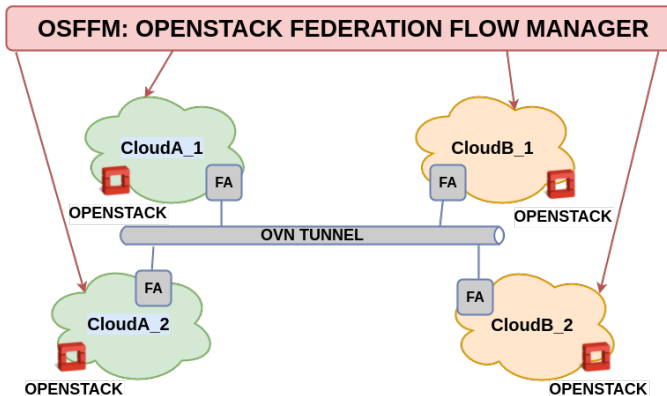 OSFFM: OPENSTACK FEDERATION FLOW MANAGER
CloudA_1
CloudB_1
FA
FA
OPENSTACK
OPENSTACK
OVN TUNNEL
FA
FA
CloudA_2
CloudB_2
OPENSTACK
OPENSTACK